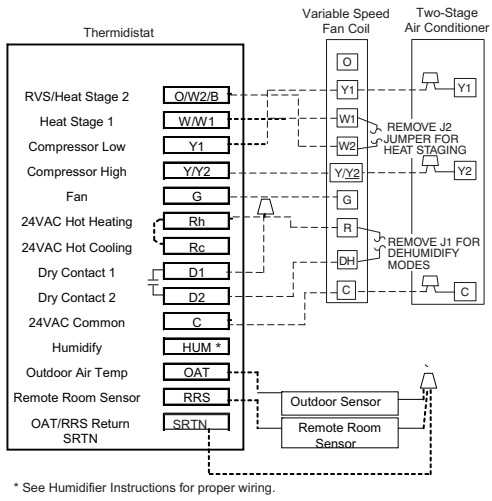 Variable Speed
Fan Coil
Two-Stage
Air Conditioner
Thermidistat
O
RVS/Heat Stage 2 O/W2/B Y1 Y1
Heat Stage 1 W/W1 W1
REMOVE J2
JUMPER FOR
HEAT STAGING
Compressor Low Y1 W2
Compressor High Y/Y2 Y/Y2 Y2
Fan G G
24VAC Hot Heating Rh R
24VAC Hot Cooling Rc
REMOVE J1 FOR
DEHUMIDIFY
MODES
Dry Contact 1 D1 DH
Dry Contact 2 D2 C C
24VAC Common C
Humidify HUM *
Outdoor Air Temp OAT
Remote Room Sensor RRS
Outdoor Sensor
OAT/RRS Return
SRTN
SRTN
Remote Room
Sensor
* See Humidifier Instructions for proper wiring.